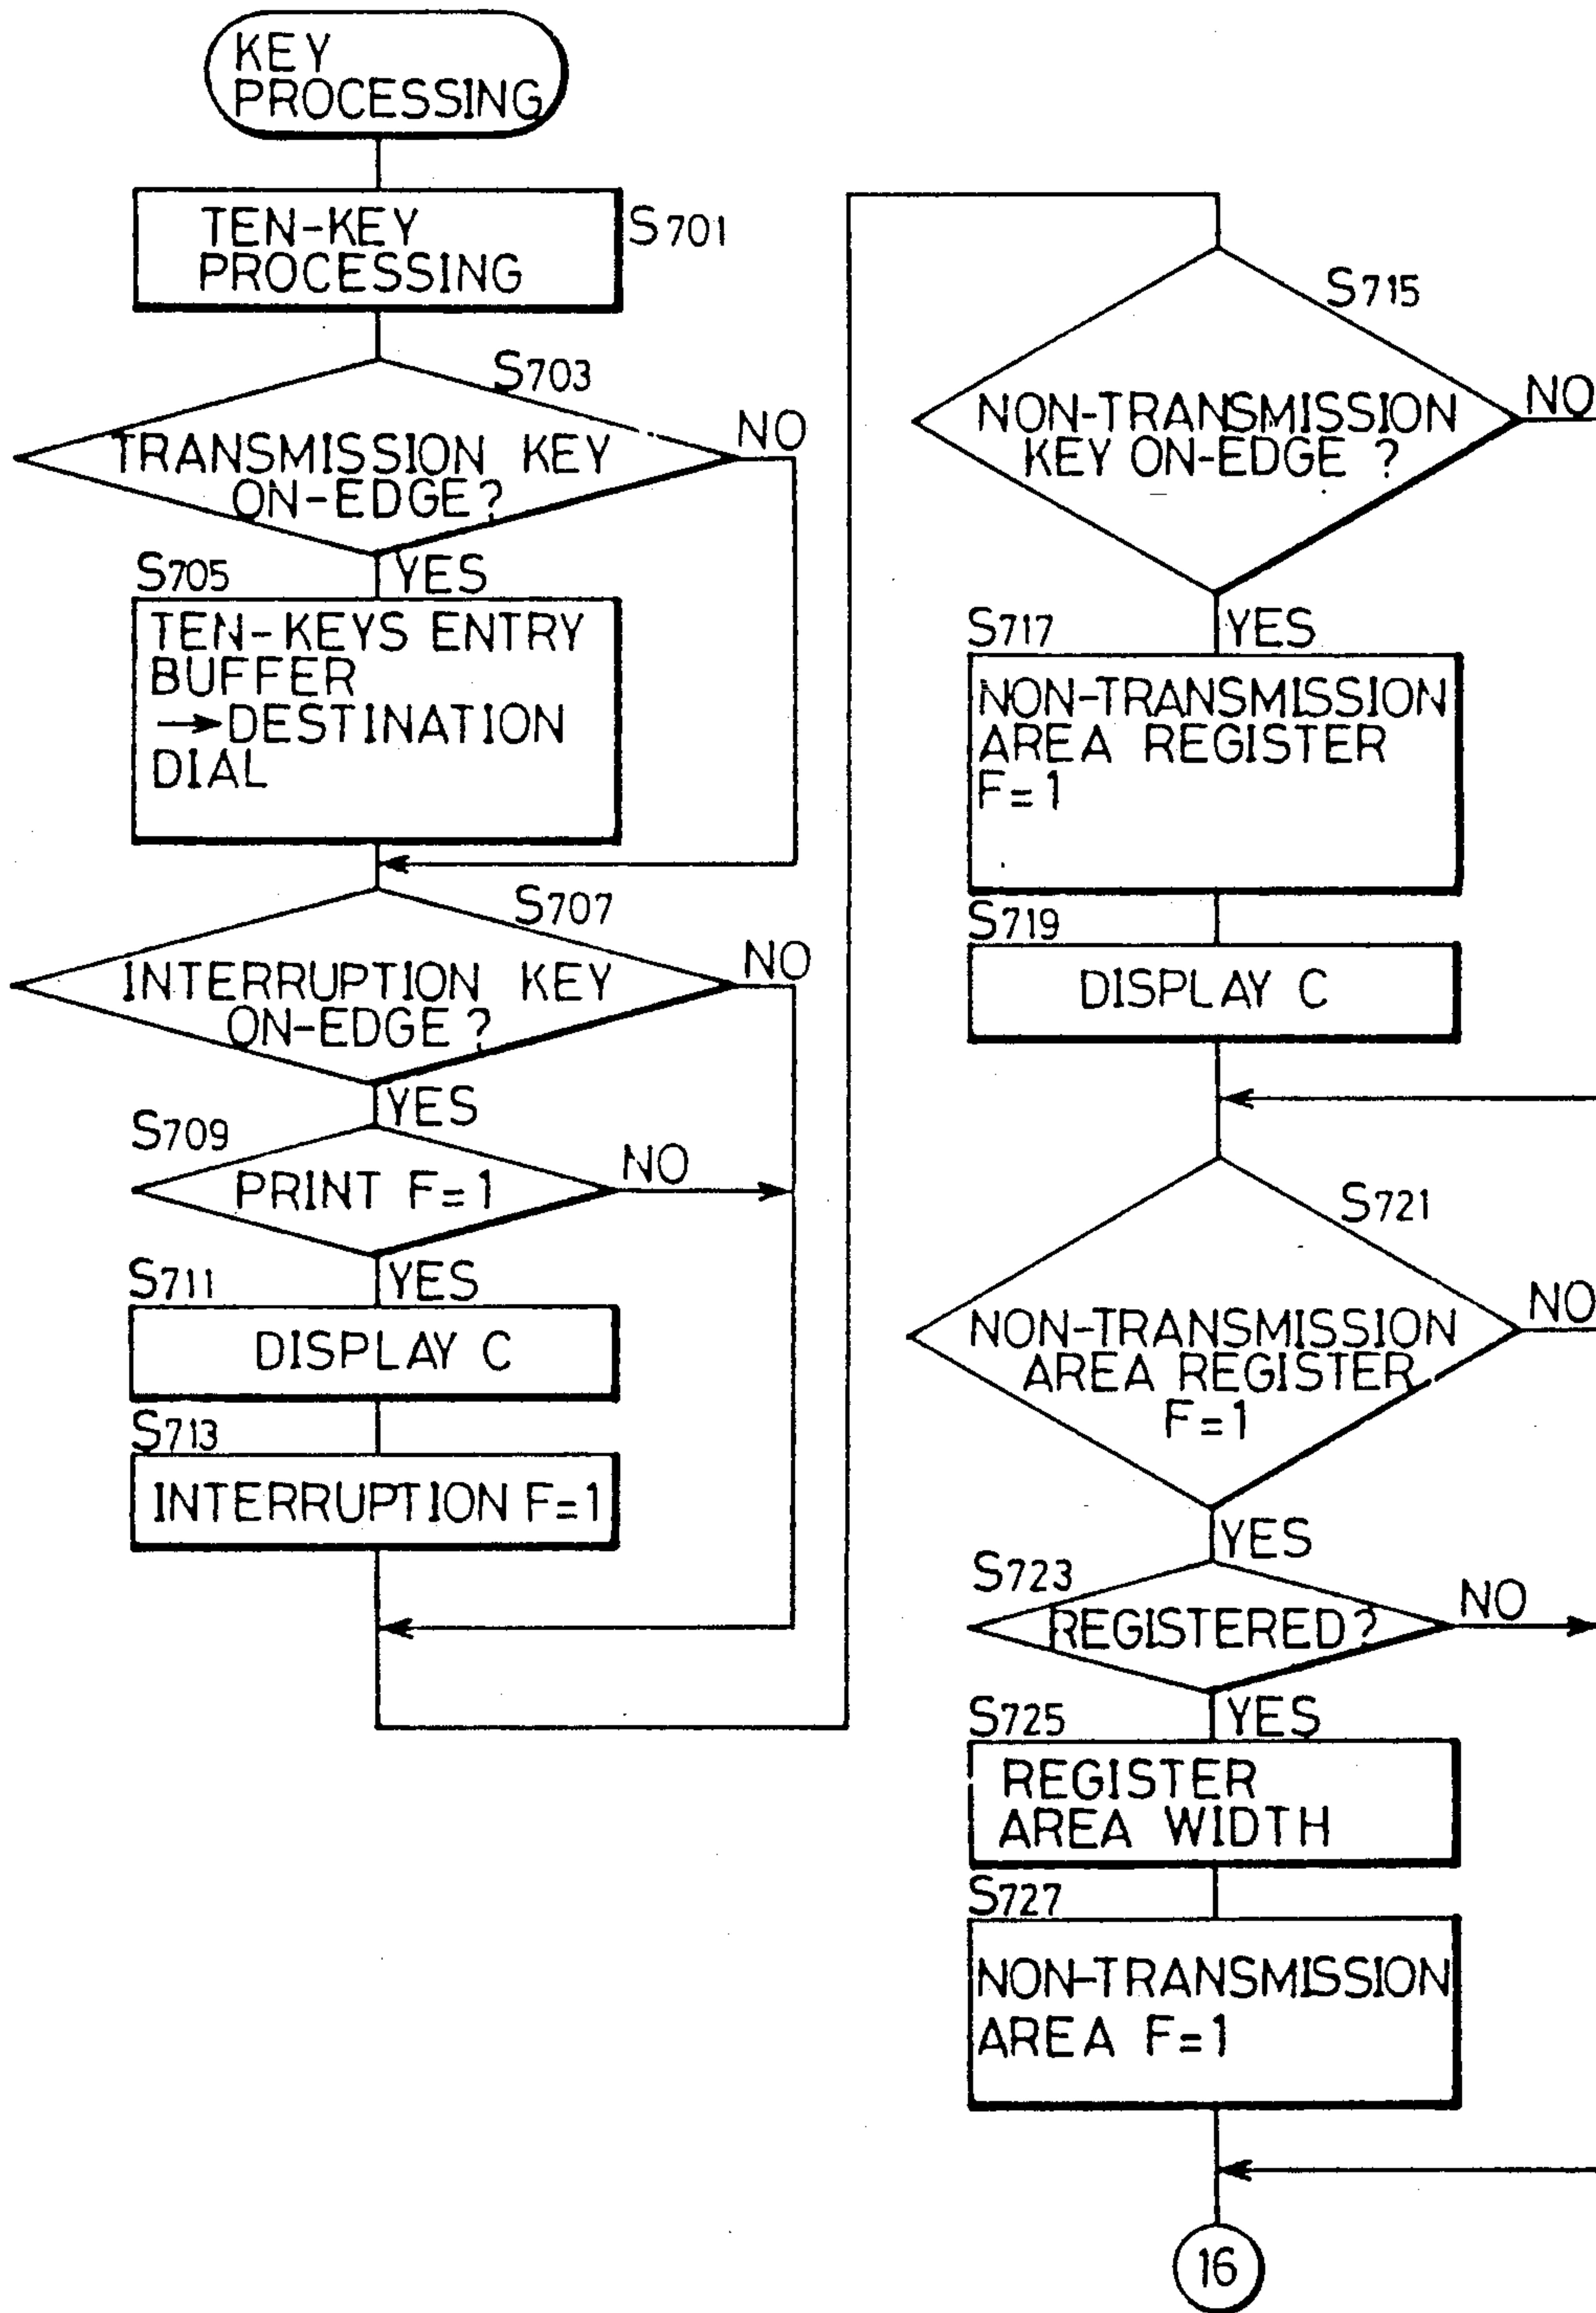 KEY
PROCESSING
TEN-KEY
PROCESSING
S701
S703
TRANSMISSION KEY
ON-EDGE?
NO
YES
S705
TEN-KEYS ENTRY
BUFFER
→DESTINATION
DIAL
S707
INTERRUPTION KEY
ON-EDGE?
NO
YES
S709
PRINT F=1
NO
YES
S711
DISPLAY C
S713
INTERRUPTION F=1
S715
NON-TRANSMISSION
KEY ON-EDGE ?
NO
YES
S717
NON-TRANSMISSION
AREA REGISTER
F=1
S719
DISPLAY C
S721
NON-TRANSMISSION
AREA REGISTER
F=1
NO
YES
S723
REGISTERED?
NO
YES
S725
REGISTER
AREA WIDTH
S727
NON-TRANSMISSION
AREA F=1
16